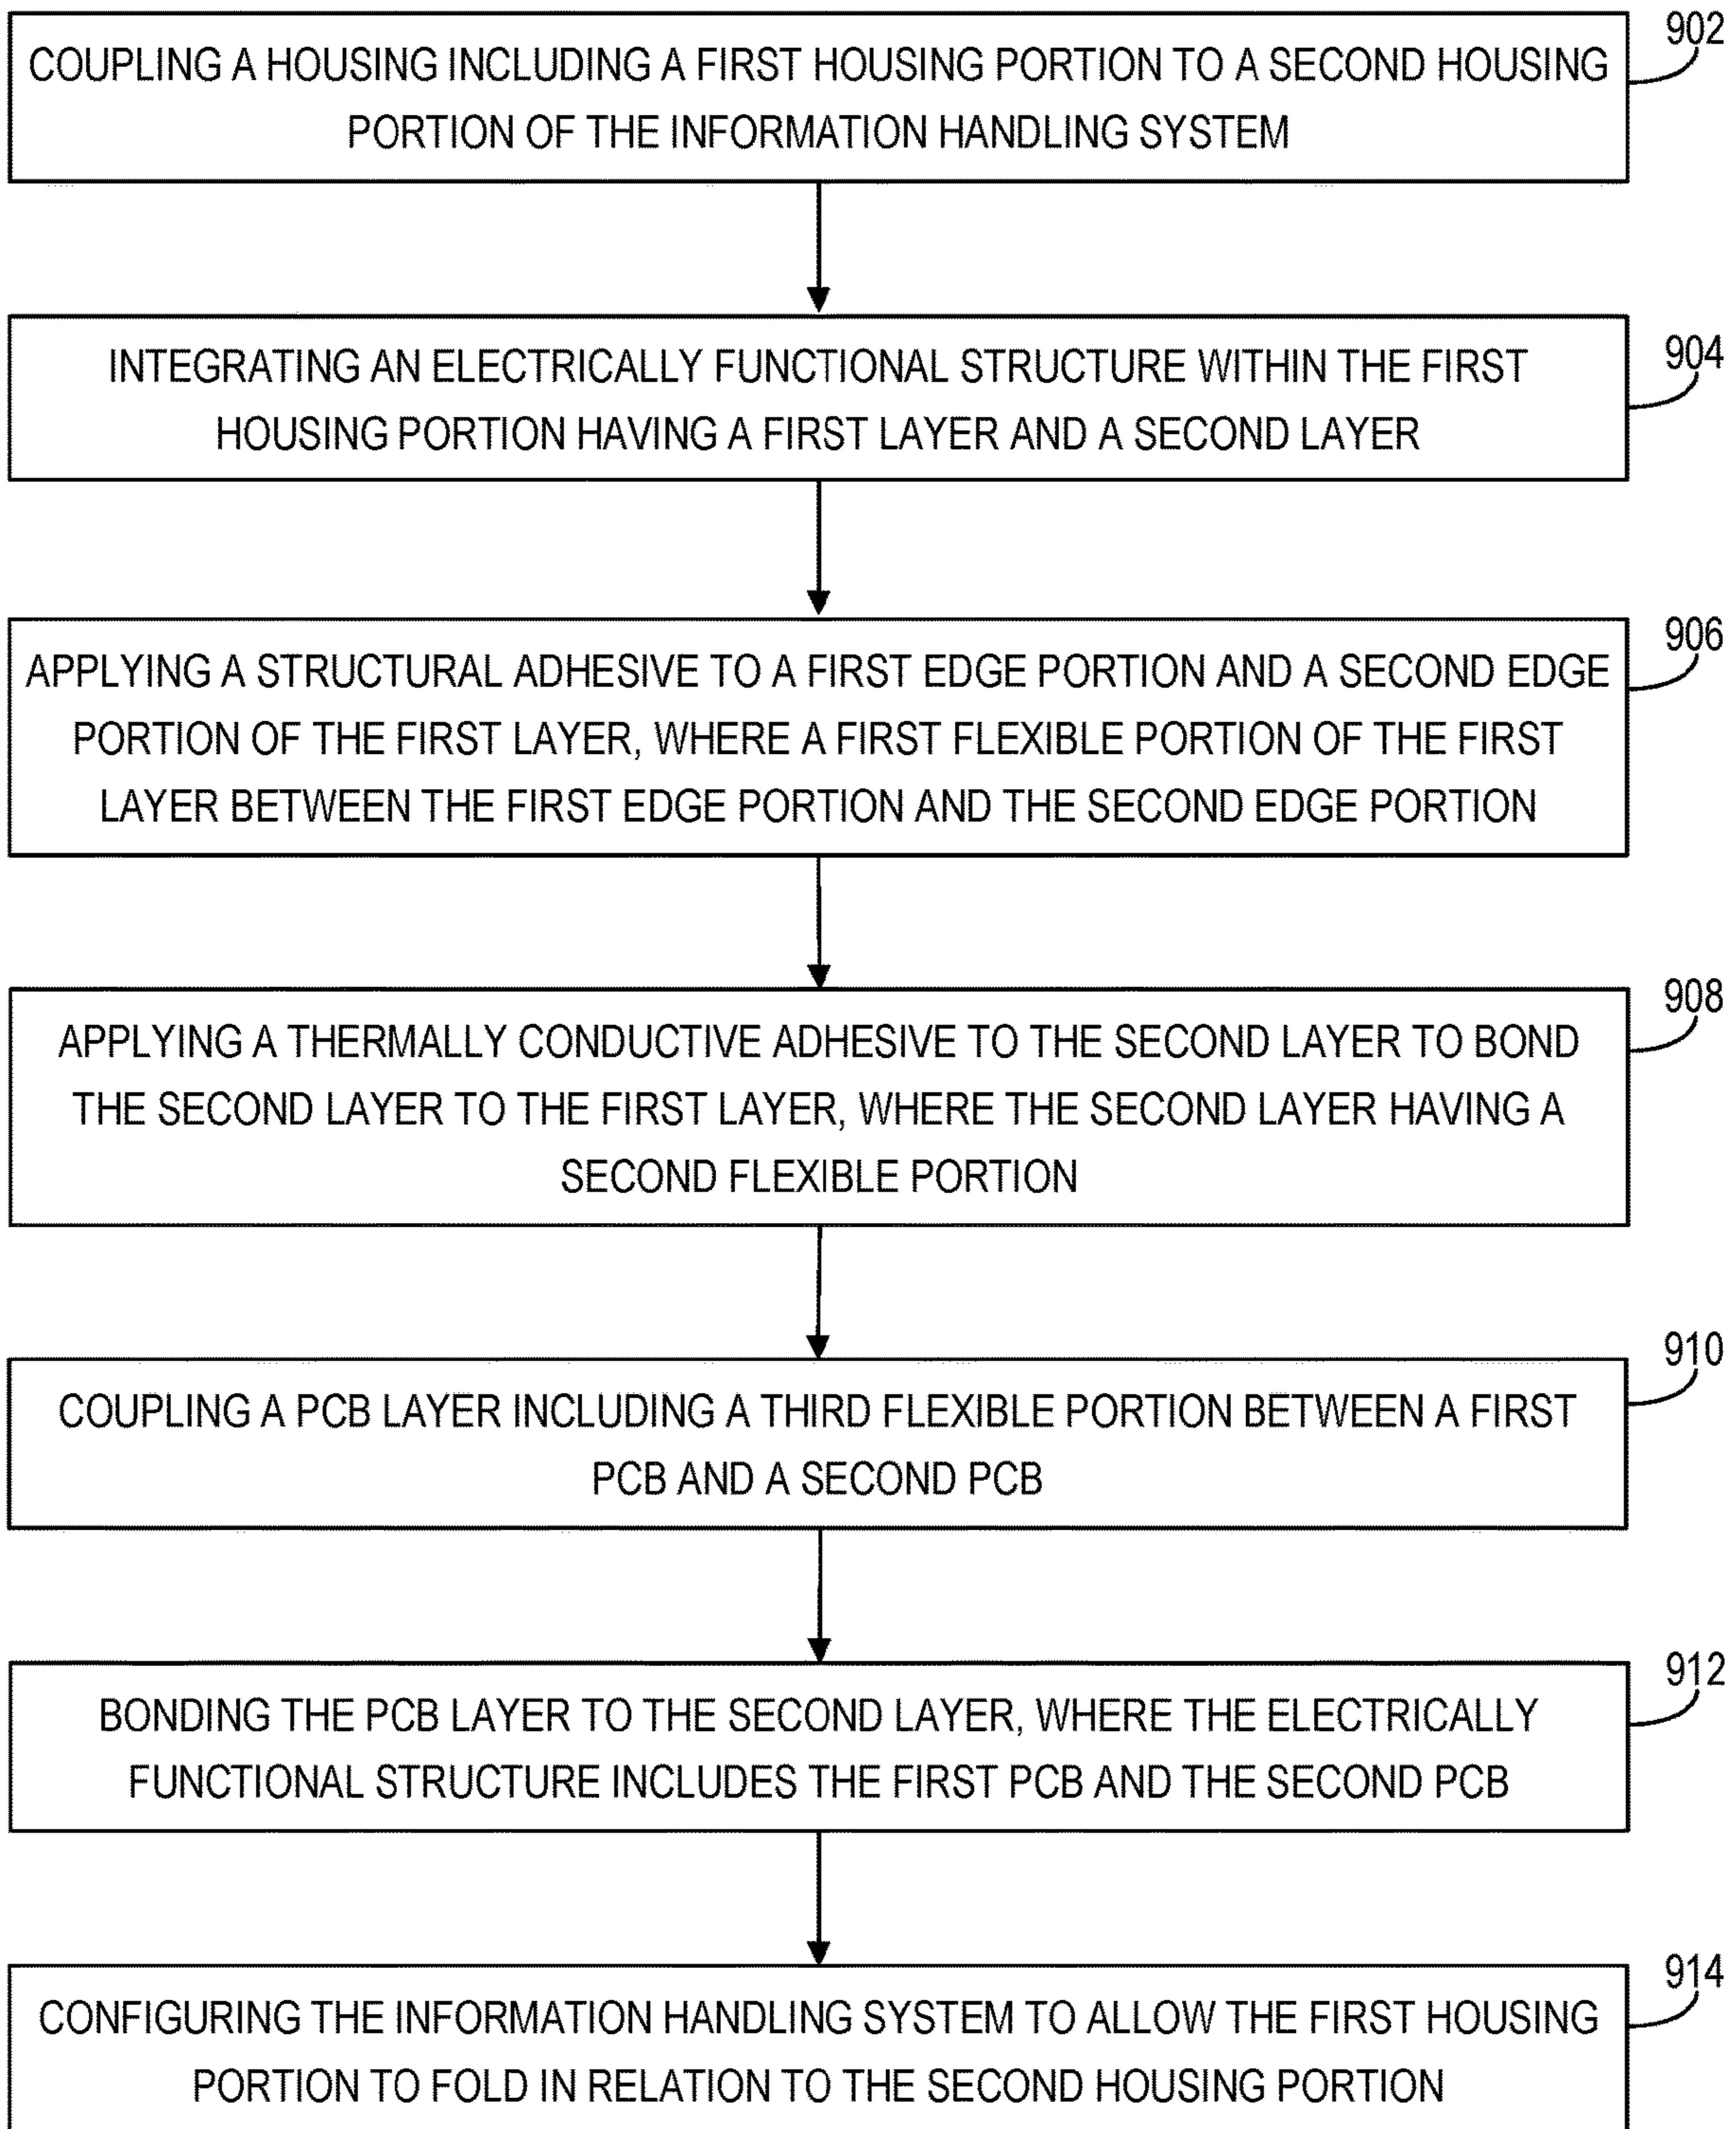 902
COUPLING A HOUSING INCLUDING A FIRST HOUSING PORTION TO A SECOND HOUSING
PORTION OF THE INFORMATION HANDLING SYSTEM
904
INTEGRATING AN ELECTRICALLY FUNCTIONAL STRUCTURE WITHIN THE FIRST
HOUSING PORTION HAVING A FIRST LAYER AND A SECOND LAYER
906
APPLYING A STRUCTURAL ADHESIVE TO A FIRST EDGE PORTION AND A SECOND EDGE
PORTION OF THE FIRST LAYER, WHERE A FIRST FLEXIBLE PORTION OF THE FIRST
LAYER BETWEEN THE FIRST EDGE PORTION AND THE SECOND EDGE PORTION
908
APPLYING A THERMALLY CONDUCTIVE ADHESIVE TO THE SECOND LAYER TO BOND
THE SECOND LAYER TO THE FIRST LAYER, WHERE THE SECOND LAYER HAVING A
SECOND FLEXIBLE PORTION
910
COUPLING A PCB LAYER INCLUDING A THIRD FLEXIBLE PORTION BETWEEN A FIRST
PCB AND A SECOND PCB
912
BONDING THE PCB LAYER TO THE SECOND LAYER, WHERE THE ELECTRICALLY
FUNCTIONAL STRUCTURE INCLUDES THE FIRST PCB AND THE SECOND PCB
914
CONFIGURING THE INFORMATION HANDLING SYSTEM TO ALLOW THE FIRST HOUSING
PORTION TO FOLD IN RELATION TO THE SECOND HOUSING PORTION